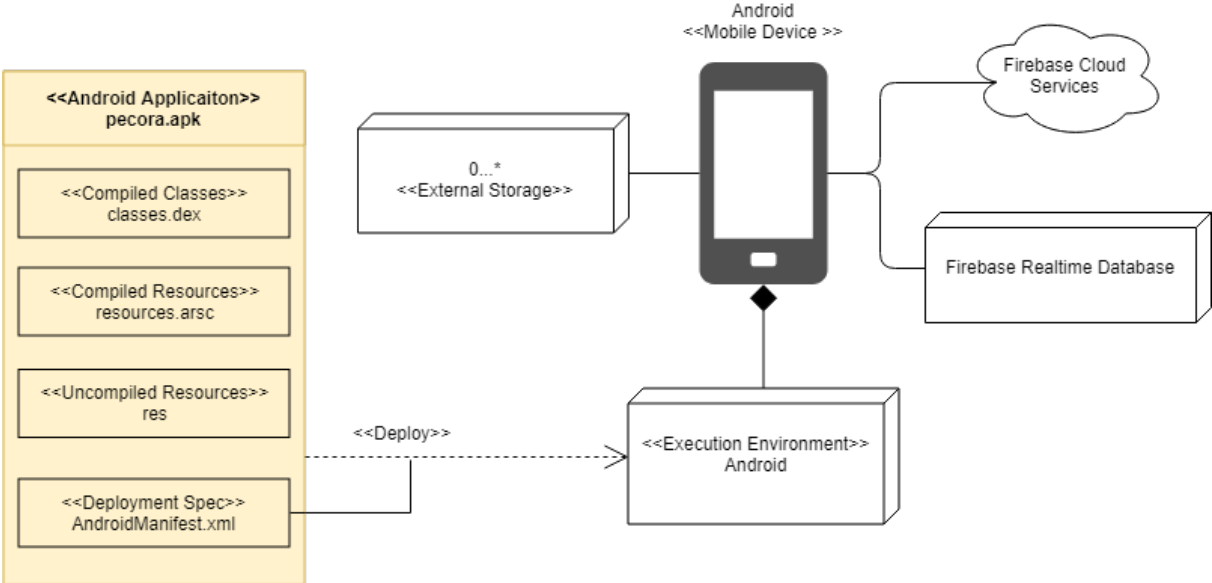 Android
<<Mobile Device >>
Firebase Cloud
Services
<<Android Applicaiton>>
pecora.apk
0...*
<<External Storage>>
<<Compiled Classes>>
classes.dex
Firebase Realtime Database
<<Compiled Resources>>
resources.arsc
<<Uncompiled Resources>>
res
<<Deploy>>
<<Execution Environment>>
Android
<<Deployment Spec>>
AndroidManifest.xml